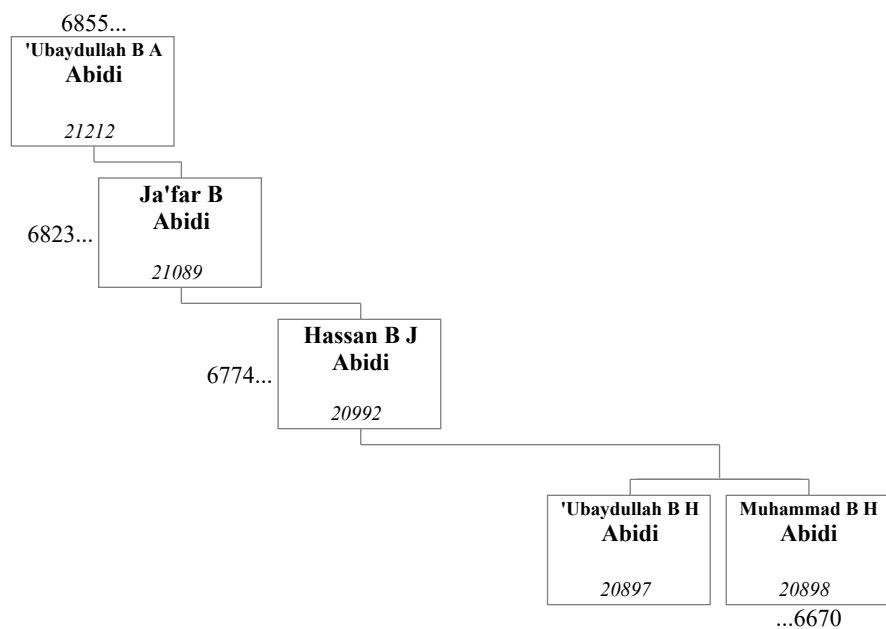 6855...
'Ubaydullah B A
Abidi
21212
Ja'far B
Abidi
6823...
21089
Hassan B J
Abidi
6774...
20992
'Ubaydullah B H
Abidi
20897
Muhammad B H
Abidi
20898
...6670